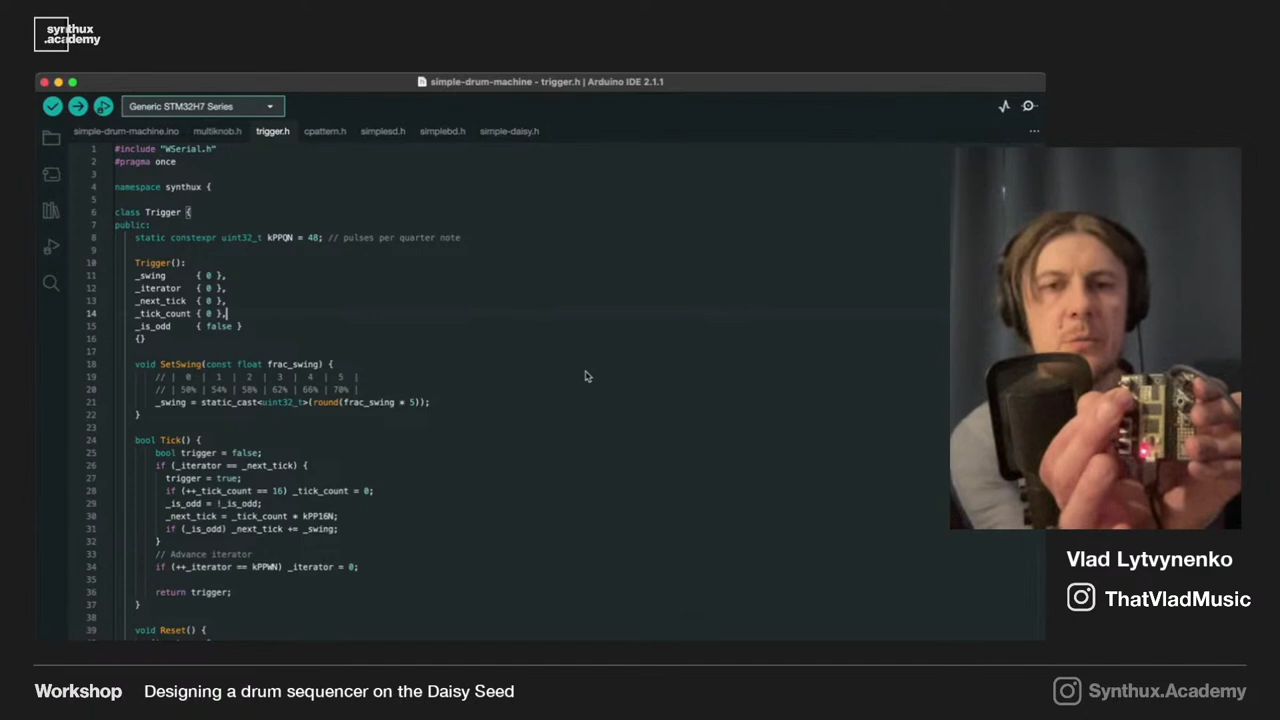 synthux
.academy
simple-drum-machine - trigger.h | Arduino IDE 2.1.1
Generic STM32H7 Series
simple-drum-machine.ino multiknob.h trigger.h cpattern.h simplesd.h simplebd.h simple-daisy.h
1 #include "WSerial.h"
2 #pragma once
3
4 namespace synthux {
5
6 class Trigger {
7 public:
8 static constexpr uint32_t kPPQN = 48; // pulses per quarter note
9
10 Trigger():
11 _swing { 0 },
12 _iterator { 0 },
13 _next_tick { 0 },
14 _tick_count { 0 },
15 _is_odd { false }
16 {}
17
18 void SetSwing(const float frac_swing) {
19 // | 0 | 1 | 2 | 3 | 4 | 5 |
20 // | 50% | 54% | 58% | 62% | 66% | 70% |
21 _swing = static_cast<uint32_t>(round(frac_swing * 5));
22 }
23
24 bool Tick() {
25 bool trigger = false;
26 if (_iterator == _next_tick) {
27 trigger = true;
28 if (++_tick_count == 16) _tick_count = 0;
29 _is_odd = !_is_odd;
30 _next_tick = _tick_count * kPP16N;
31 if (_is_odd) _next_tick += _swing;
32 }
33 // Advance iterator
34 if (++_iterator == kPPWN) _iterator = 0;
35
36 return trigger;
37 }
38
39 void Reset() {
Vlad Lytvynenko
ThatVladMusic
Workshop Designing a drum sequencer on the Daisy Seed
Synthux.Academy